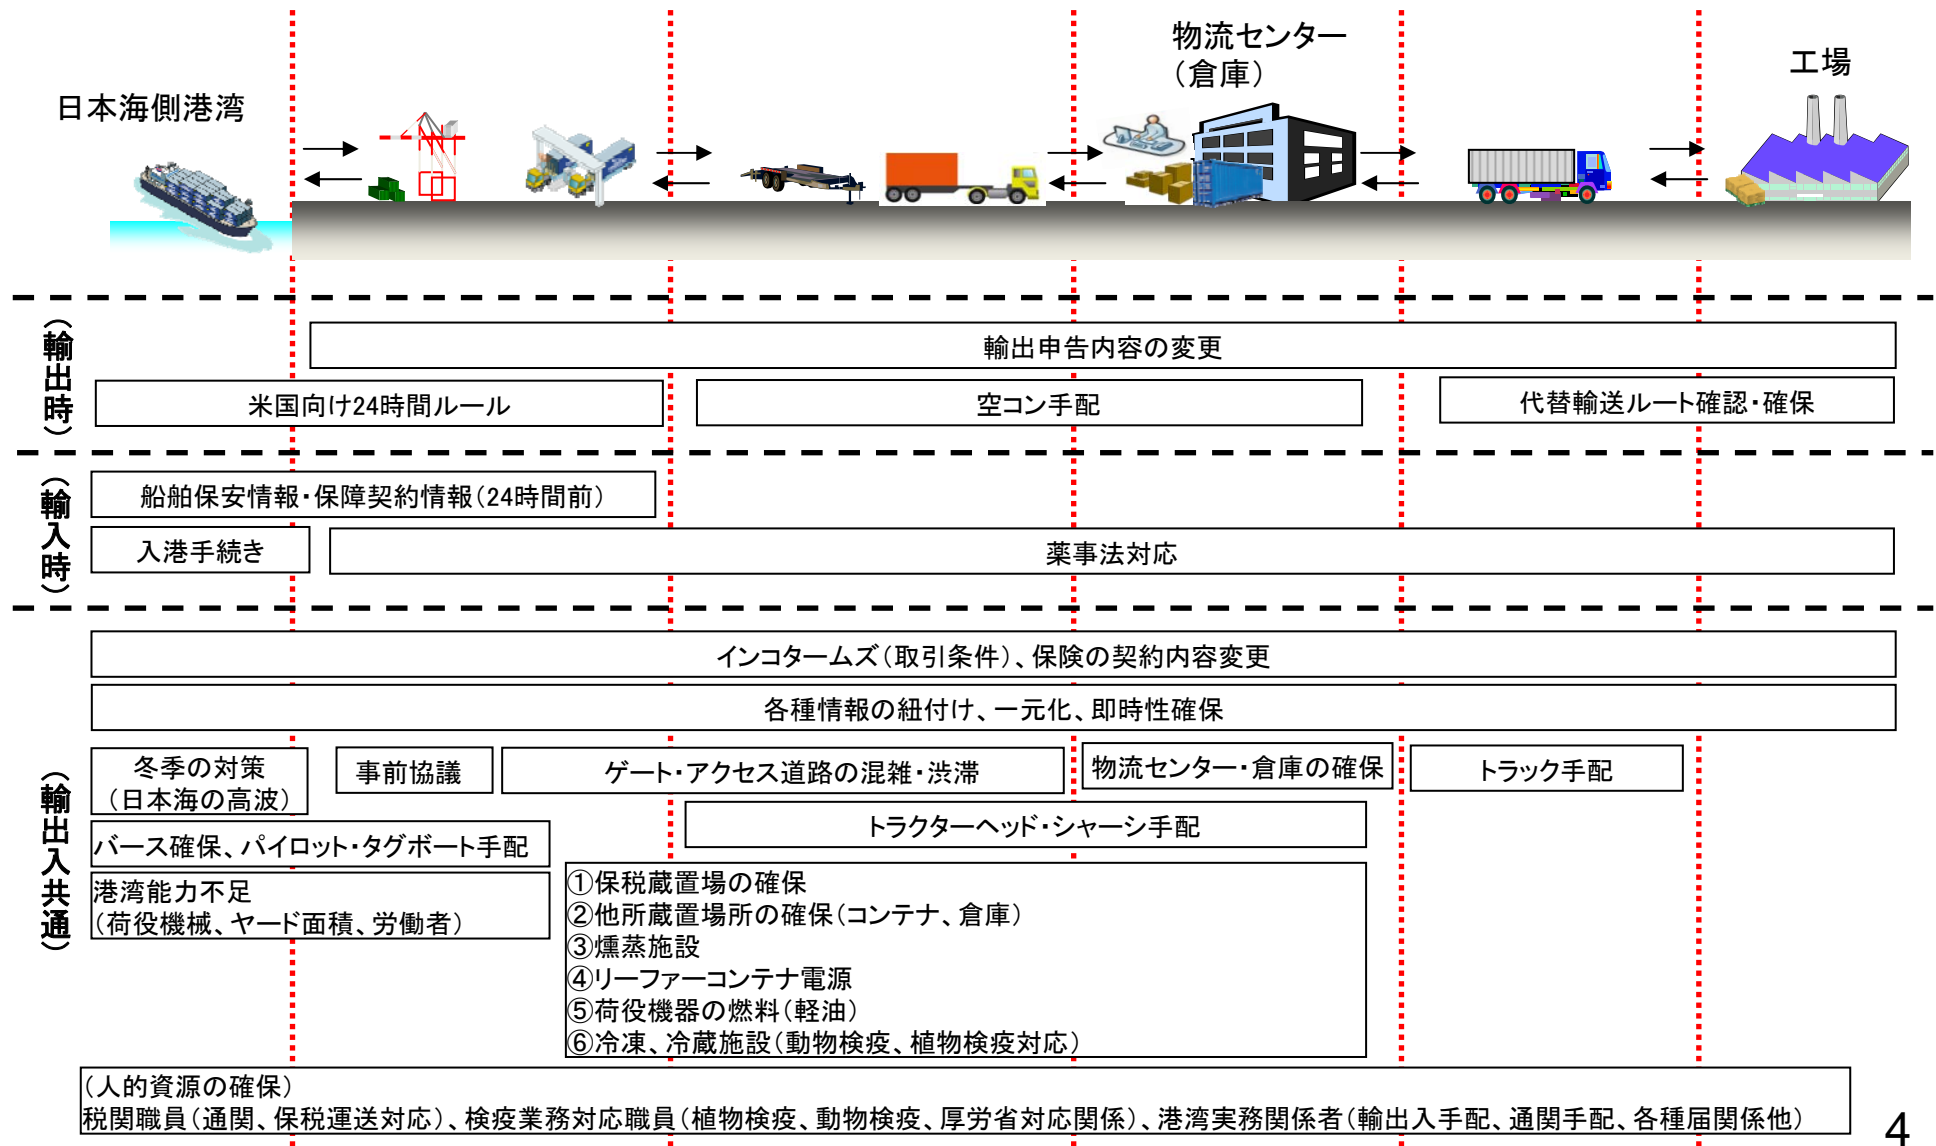 日本海側港湾
物流センター
（倉庫）
工場
（輸出時）
輸出申告内容の変更
米国向け24時間ルール
空コン手配
代替輸送ルート確認・確保
（輸入時）
船舶保安情報・保障契約情報（24時間前）
入港手続き
薬事法対応
（輸出入共通）
インコタームズ（取引条件）、保険の契約内容変更
各種情報の紐付け、一元化、即時性確保
冬季の対策
（日本海の高波）
事前協議
ゲート・アクセス道路の混雑・渋滞
物流センター・倉庫の確保
トラック手配
トラクターヘッド・シャーシ手配
バース確保、パイロット・タグボート手配
港湾能力不足
（荷役機械、ヤード面積、労働者）
①保税蔵置場の確保
②他所蔵置場所の確保（コンテナ、倉庫）
③燻蒸施設
④リーファーコンテナ電源
⑤荷役機器の燃料（軽油）
⑥冷凍、冷蔵施設（動物検疫、植物検疫対応）
（人的資源の確保）
税関職員（通関、保税運送対応）、検疫業務対応職員（植物検疫、動物検疫、厚労省対応関係）、港湾実務関係者（輸出入手配、通関手配、各種届関係他）
4